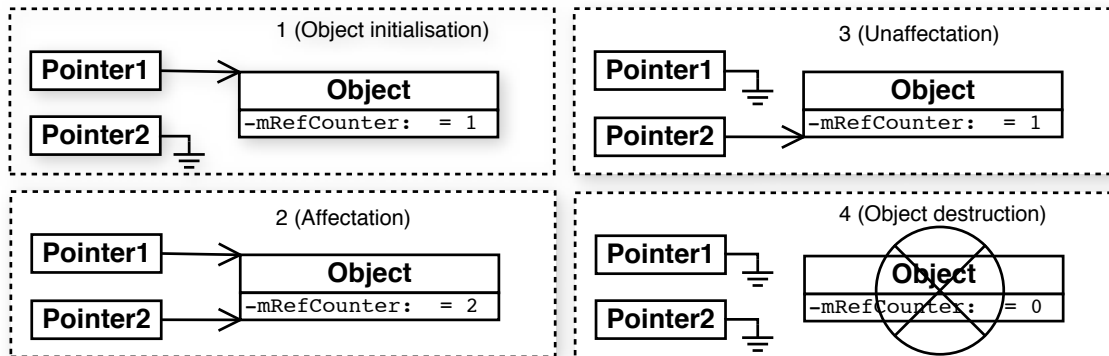 1 (Object initialisation)
Pointer1
Object
-mRefCounter: = 1
Pointer2
2 (Affectation)
Pointer1
Object
-mRefCounter: = 2
Pointer2
3 (Unaffectation)
Pointer1
Object
-mRefCounter: = 1
Pointer2
4 (Object destruction)
Pointer1
Object
-mRefCounter: = 0
Pointer2